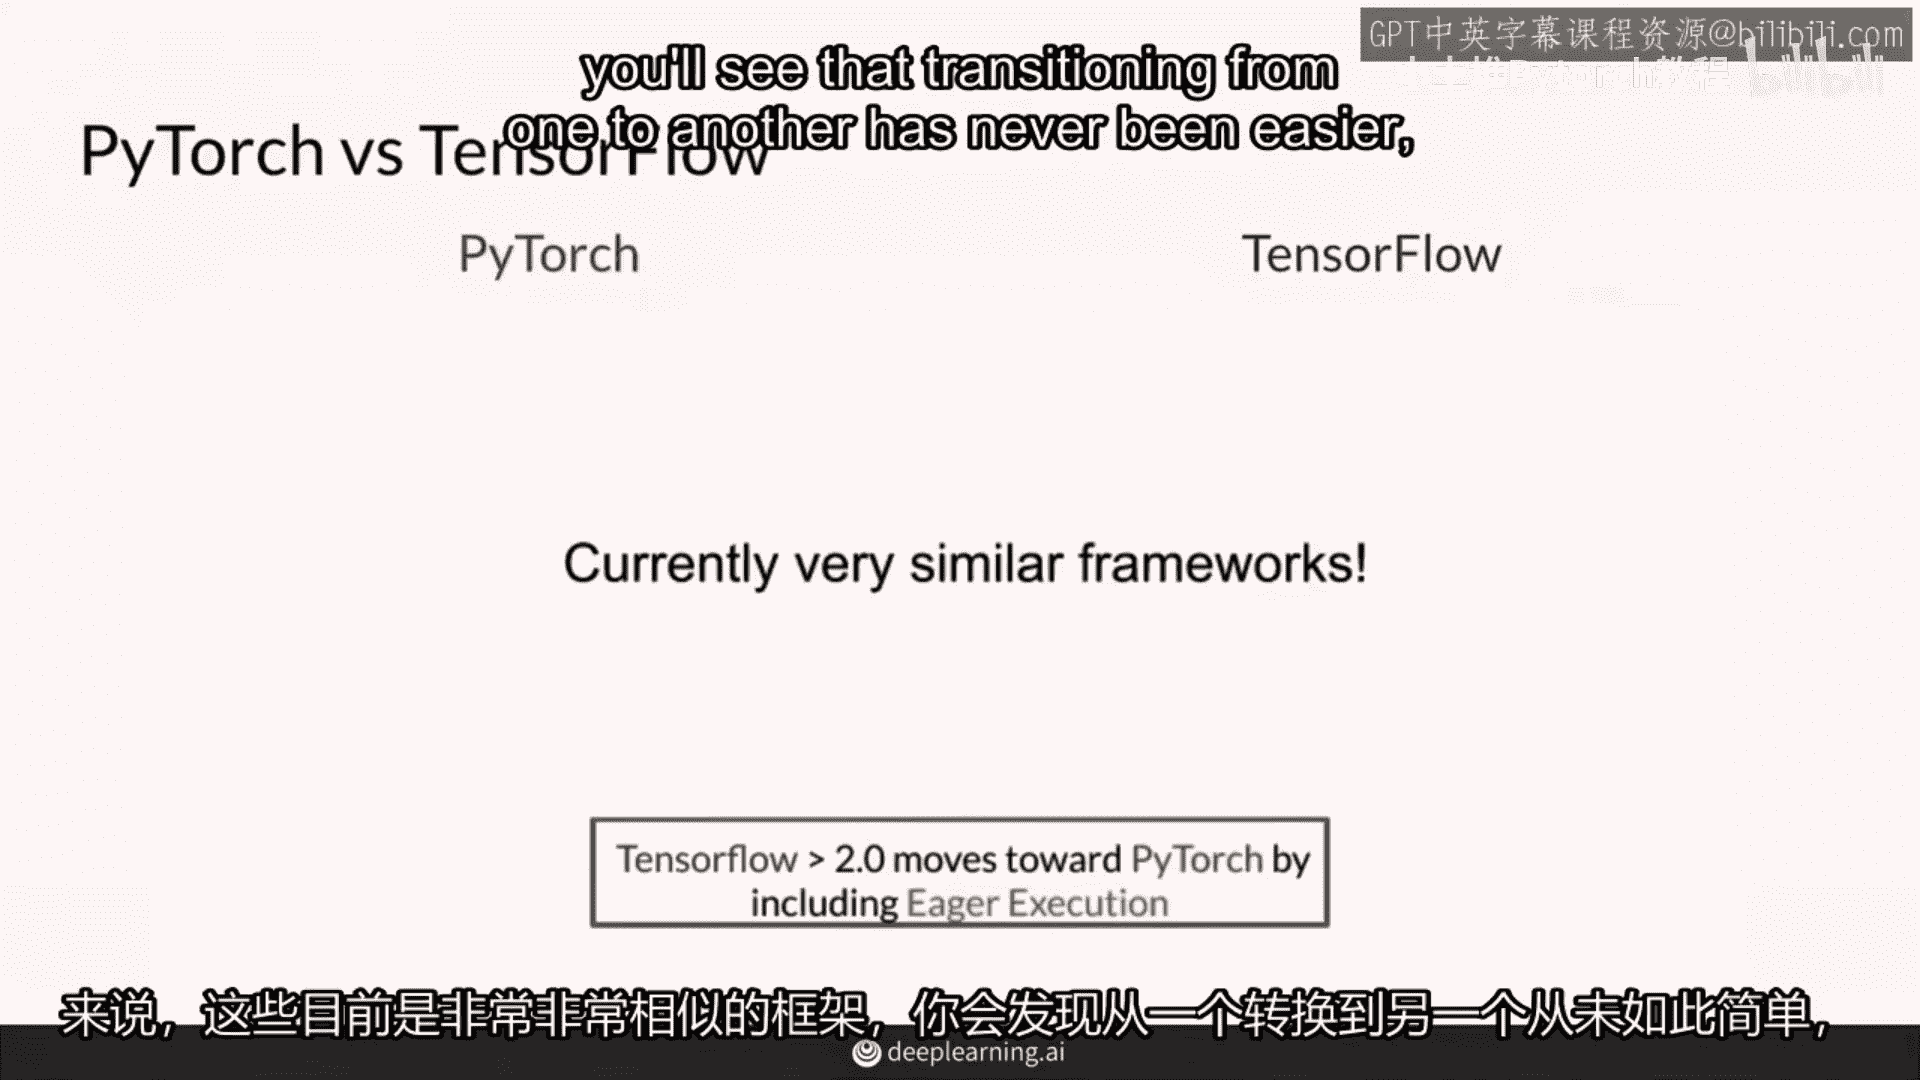 GPT中英字幕课程资源@bilibili.com
you'll see that transitioning from
one to another has never been easier,
PyTorch vs TensorFlow
PyTorch
TensorFlow
Currently very similar frameworks!
Tensorflow > 2.0 moves toward PyTorch by
including Eager Execution
来说，这些目前是非常非常相似的框架，你会发现从一个转换到另一个从未如此简单，
deeplearning.ai